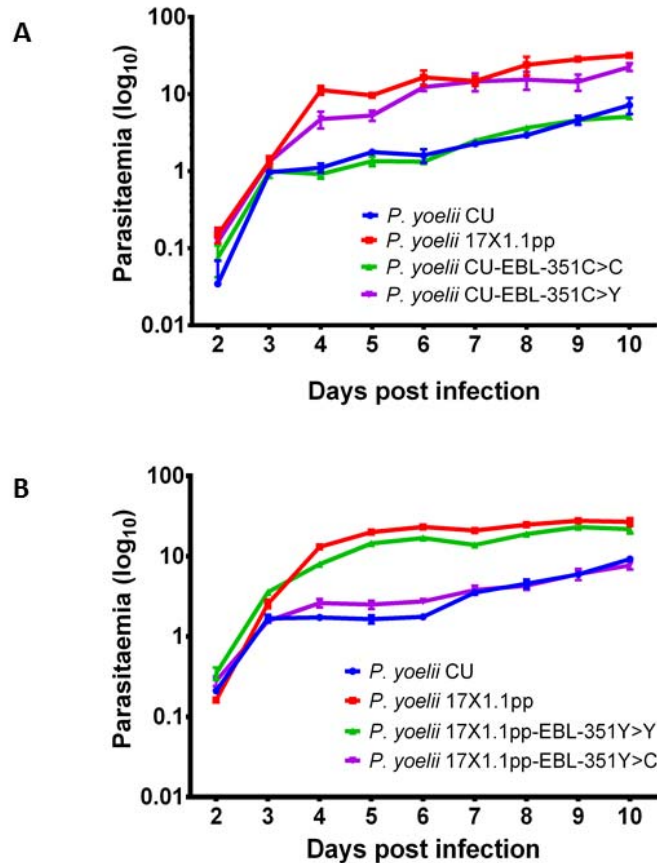 A
Parasitaemia (log10)
100
10
1
0.1
0.01
P. yoelii CU
P. yoelii 17X1.1pp
P. yoelii CU-EBL-351C>C
P. yoelii CU-EBL-351C>Y
2 3 4 5 6 7 8 9 10
Days post infection
B
Parasitaemia (log10)
100
10
1
0.1
0.01
P. yoelii CU
P. yoelii 17X1.1pp
P. yoelii 17X1.1pp-EBL-351Y>Y
P. yoelii 17X1.1pp-EBL-351Y>C
2 3 4 5 6 7 8 9 10
Days post infection